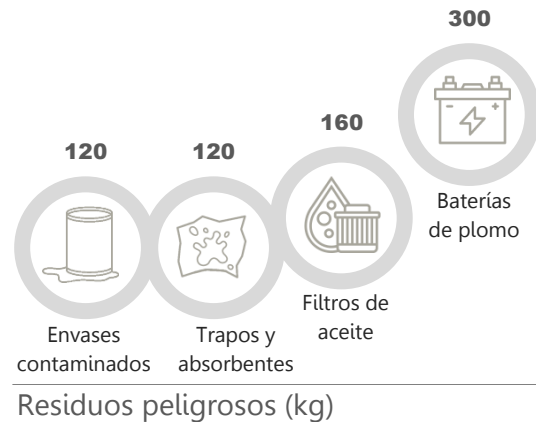 300
160
120
120
Baterías
de plomo
Filtros de
aceite
Envases
contaminados
Trapos y
absorbentes
Residuos peligrosos (kg)